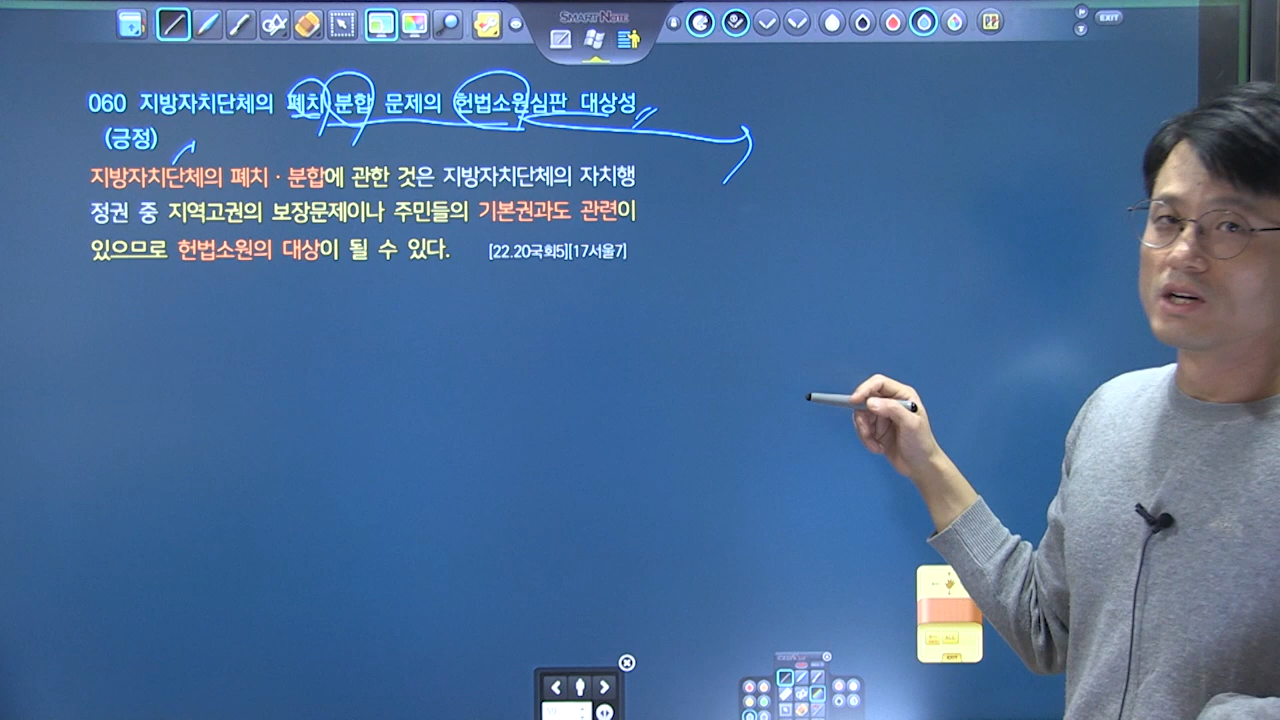 SMARTNOTE
EXIT
060 지방자치단체의 폐치 분합 문제의 헌법소원심판 대상성
(긍정)
지방자치단체의 폐치 · 분합에 관한 것은 지방자치단체의 자치행
정권 중 지역고권의 보장문제이나 주민들의 기본권과도 관련이
있으므로 헌법소원의 대상이 될 수 있다. [22.20국회5][17서울7]